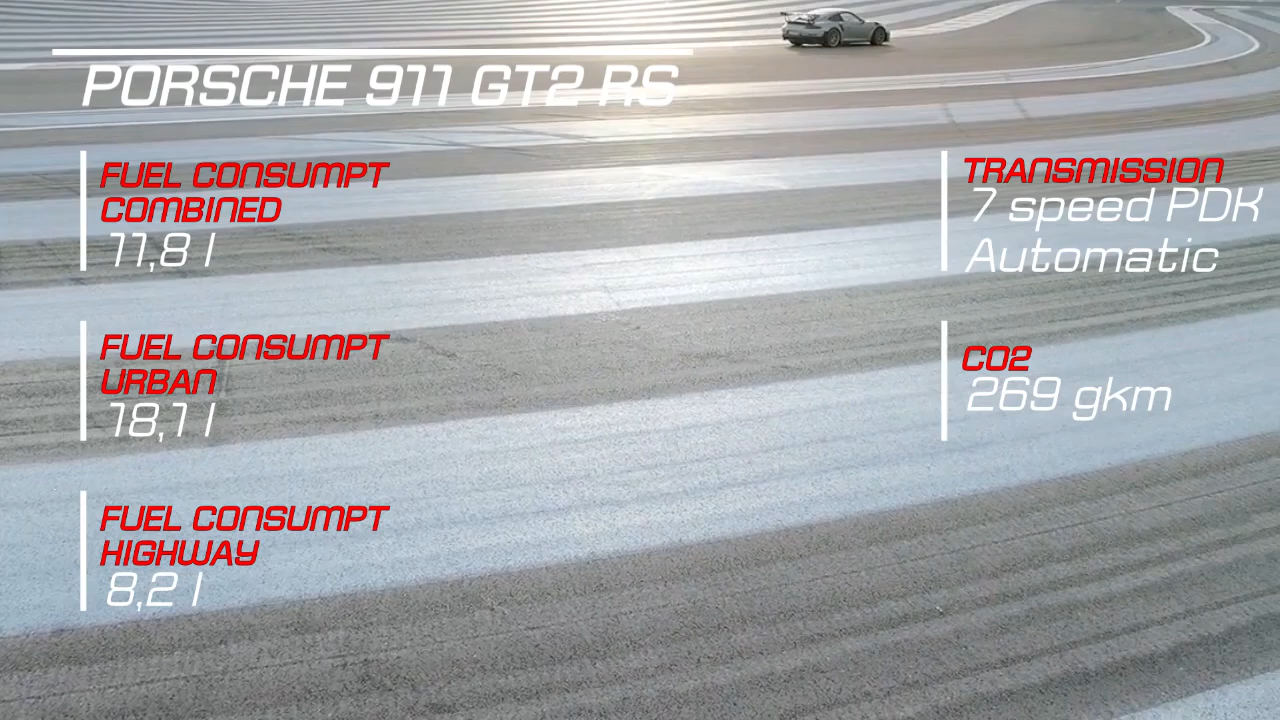 PORSCHE 911 GT2 RS
FUEL CONSUMPT
COMBINED
11,8 l
FUEL CONSUMPT
URBAN
18,1 l
FUEL CONSUMPT
HIGHWAY
8,2 l
TRANSMISSION
7 speed PDK
Automatic
CO2
269 gkm